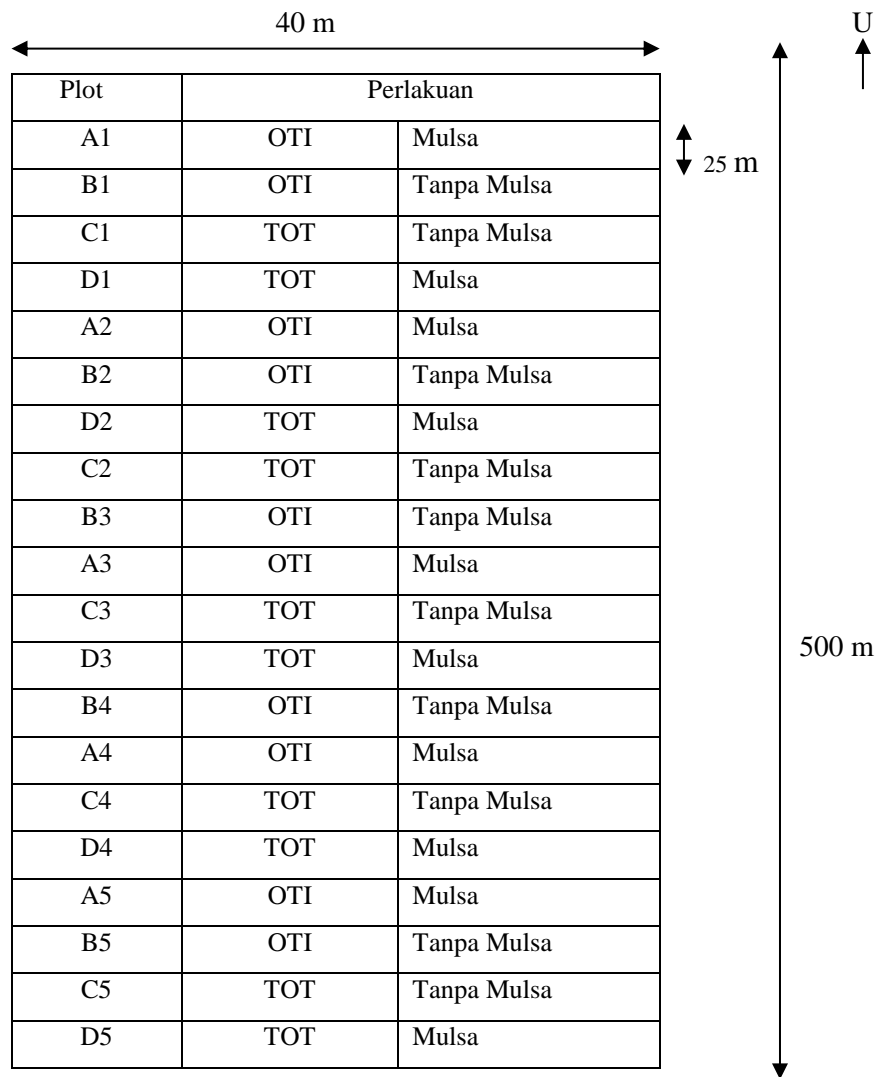 40 m
U
Plot Perlakuan
A1 OTI Mulsa
25 m
B1 OTI Tanpa Mulsa
C1 TOT Tanpa Mulsa
D1 TOT Mulsa
A2 OTI Mulsa
B2 OTI Tanpa Mulsa
D2 TOT Mulsa
C2 TOT Tanpa Mulsa
B3 OTI Tanpa Mulsa
A3 OTI Mulsa
C3 TOT Tanpa Mulsa
D3 TOT Mulsa
500 m
B4 OTI Tanpa Mulsa
A4 OTI Mulsa
C4 TOT Tanpa Mulsa
D4 TOT Mulsa
A5 OTI Mulsa
B5 OTI Tanpa Mulsa
C5 TOT Tanpa Mulsa
D5 TOT Mulsa